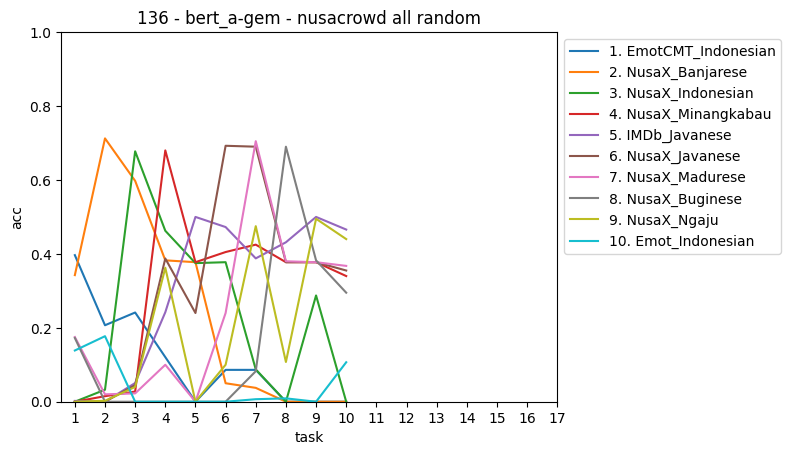 136 - bert_a-gem - nusacrowd all random
1.0
0.8
0.6
0.4
0.2
0.0
acc
1 2 3 4 5 6 7 8 9 10 11 12 13 14 15 16 17
task
1. EmotCMT_Indonesian
2. NusaX_Banjarese
3. NusaX_Indonesian
4. NusaX_Minangkabau
5. IMDb_Javanese
6. NusaX_Javanese
7. NusaX_Madurese
8. NusaX_Buginese
9. NusaX_Ngaju
10. Emot_Indonesian